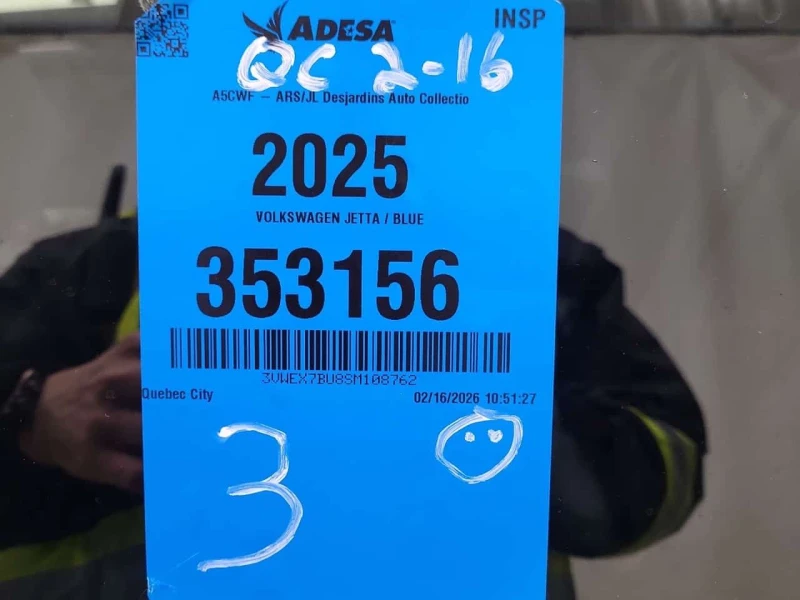 ADESA
INSP
QC 2-16
A5CWF - ARS/JL Desjardins Auto Collectio
2025
VOLKSWAGEN JETTA / BLUE
353156
3VWEX7BU8SM108762
Quebec City
02/16/2026 10:51:27
3